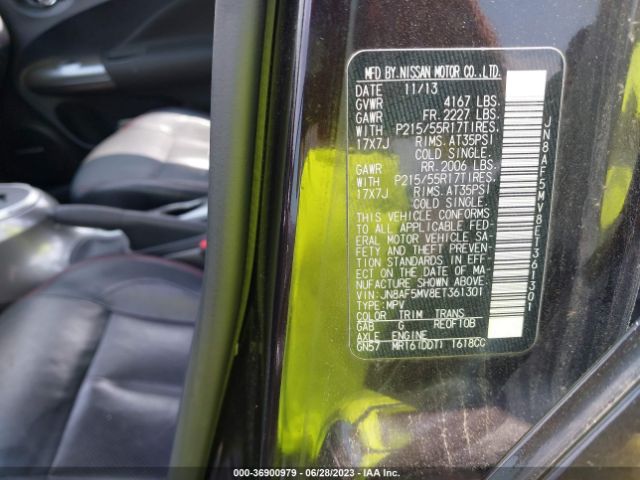 MFD BY NISSAN MOTOR CO., LTD.
DATE 11/13
GVWR 4167 LBS.
GAWR FR. 2227 LBS.
WITH P215/55R17TIRES,
17X7J RIMS, AT35PSI
COLD SINGLE.
GAWR RR. 2006 LBS.
WITH P215/55R17TIRES,
17X7J RIMS, AT35PSI
COLD SINGLE.
THIS VEHICLE CONFORMS
TO ALL APPLICABLE FED-
ERAL MOTOR VEHICLE SA-
FETY AND THEFT PREVEN-
TION STANDARDS IN EFF-
ECT ON THE DATE OF MA-
NUFACTURE SHOWN ABOVE.
VIN: JN8AF5MV8ET361301
TYPE: MPV
COLOR TRIM TRANS
GAB G RE0F10B
AXLE ENGINE
GN57 MR16(DDT) 1618CC
JN8AF5MV8ET361301
000-36900979 | 06/28/2023 - IAA Inc.